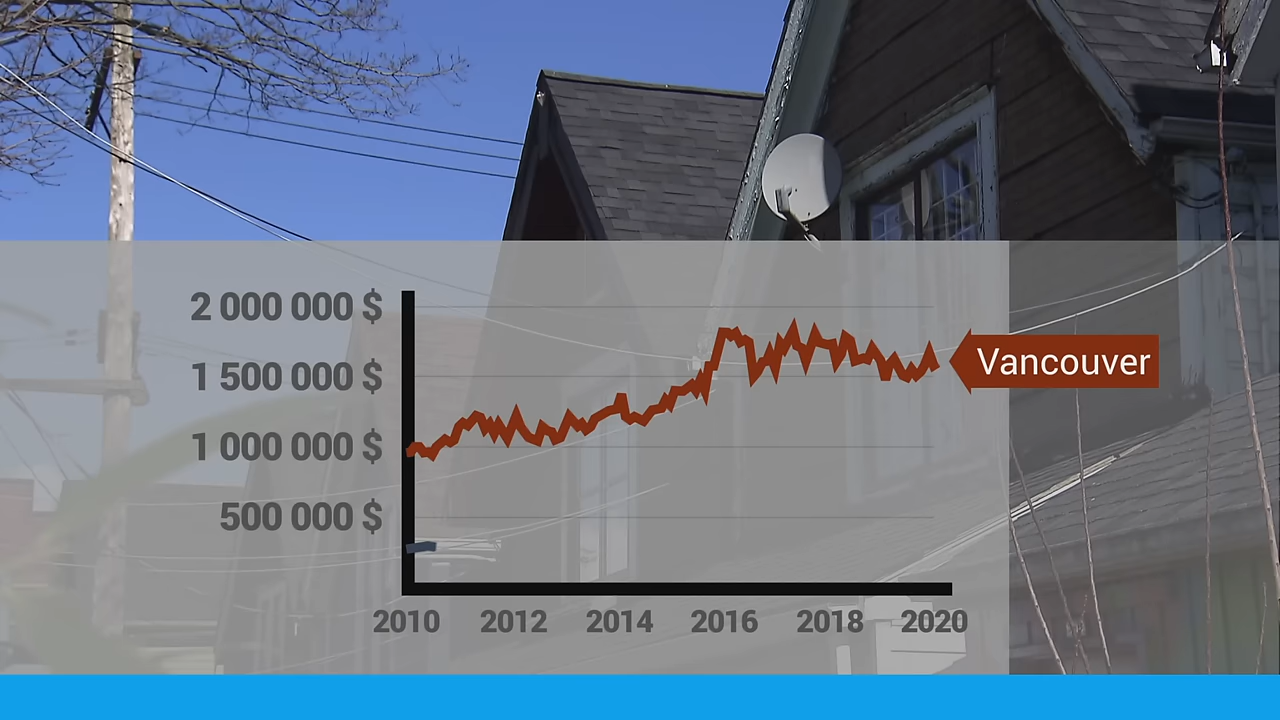 2 000 000 $
1 500 000 $
1 000 000 $
500 000 $
Vancouver
2010 2012 2014 2016 2018 2020